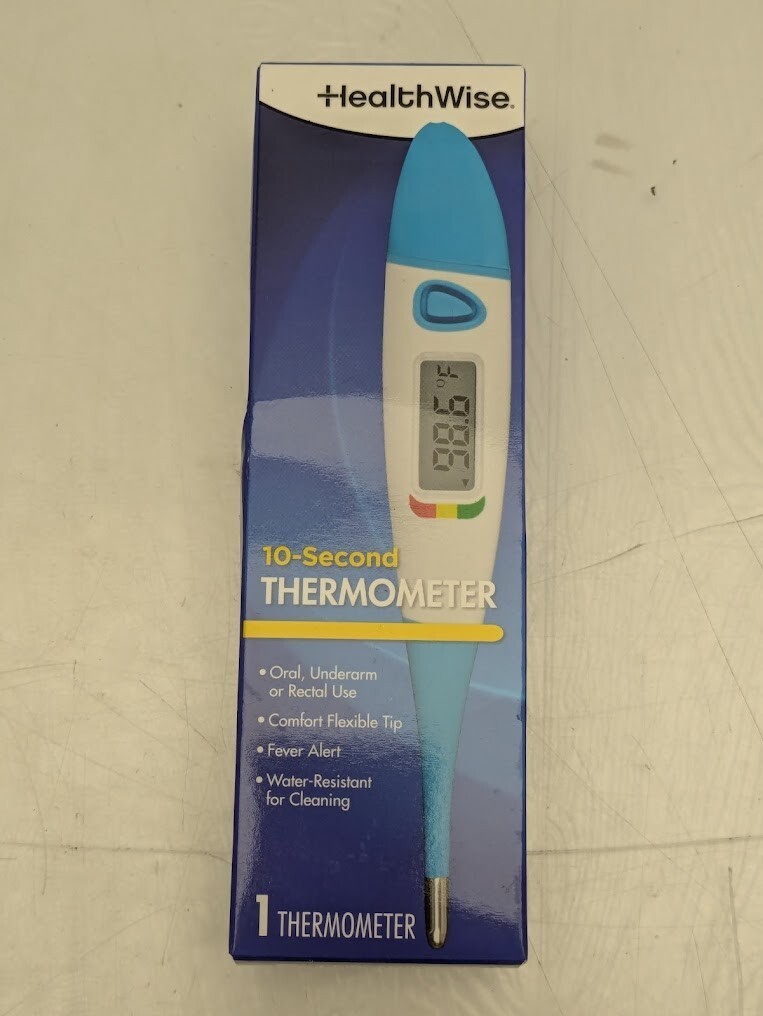 HealthWise®
98.6 °F
10-Second
THERMOMETER
• Oral, Underarm
or Rectal Use
• Comfort Flexible Tip
• Fever Alert
• Water-Resistant
for Cleaning
1 THERMOMETER